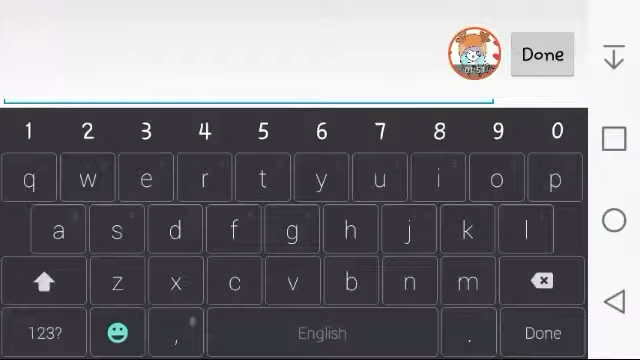 Done
1 2 3 4 5 6 7 8 9 0
q w e r t y u i o p
a s d f g h j k l
z x c v b n m
123? , English . Done